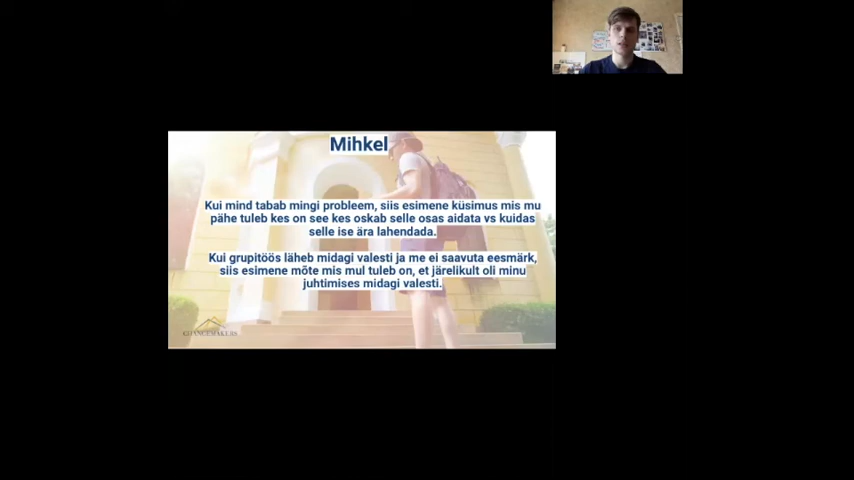 Mihkel
Kui mind tabab mingi probleem, siis esimene küsimus mis mu
pähe tuleb kes on see kes oskab selle osas aidata vs kuidas
selle ise ära lahendada.
Kui grupitöös läheb midagi valesti ja me ei saavuta eesmärk,
siis esimene mõte mis mul tuleb on, et järelikult oli minu
juhtimises midagi valesti.